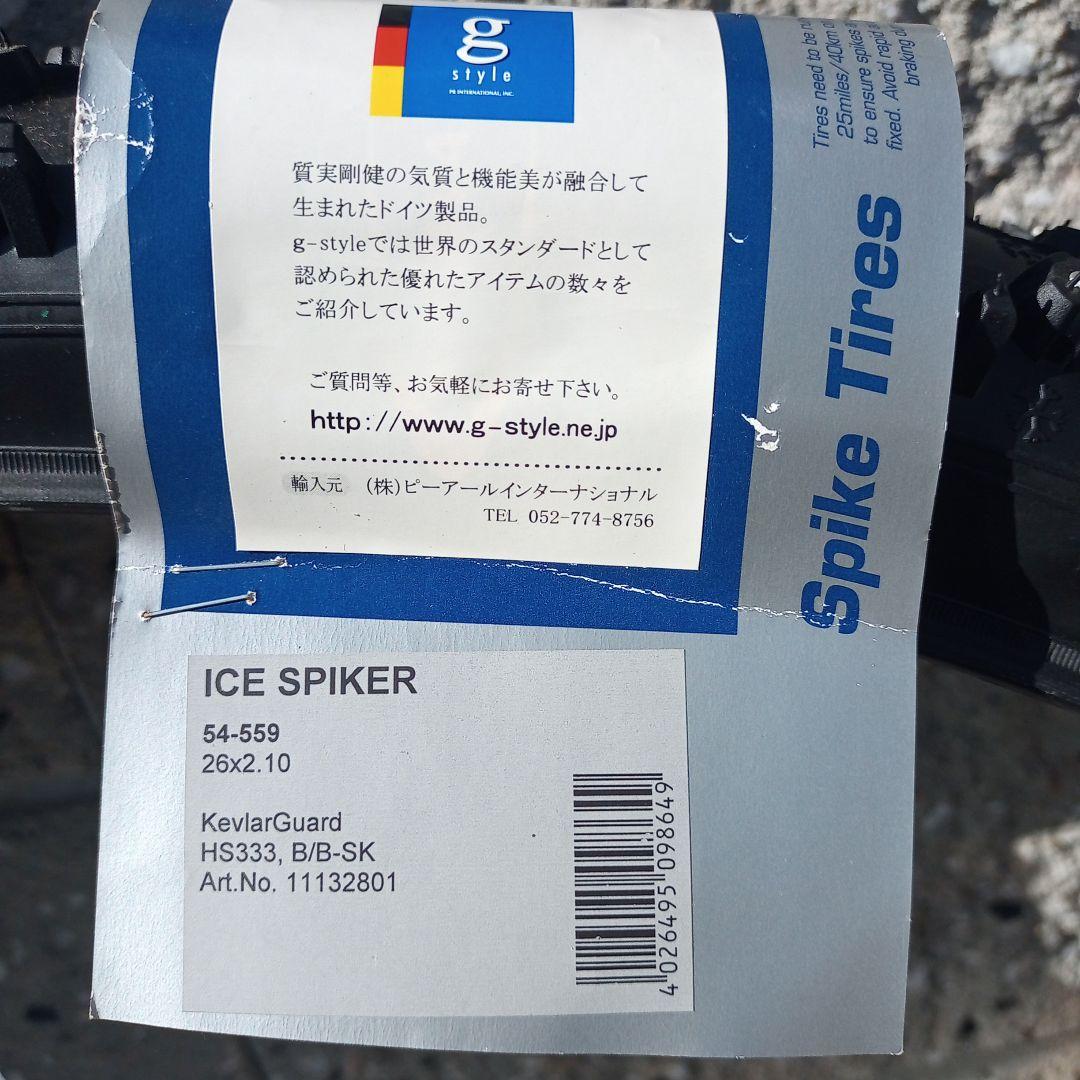 g
style
PR INTERNATIONAL, INC.
質実剛健の気質と機能美が融合して
生まれたドイツ製品。
g-styleでは世界のスタンダードとして
認められた優れたアイテムの数々を
ご紹介しています。
ご質問等、お気軽にお寄せ下さい。
http://www.g-style.ne.jp
輸入元 (株)ピーアールインターナショナル
TEL 052-774-8756
Tires need to be
25miles/40km
to ensure spikes
fixed. Avoid rapid
braking
Spike Tires
ICE SPIKER
54-559
26x2.10
KevlarGuard
HS333, B/B-SK
Art.No. 11132801
4026495098649